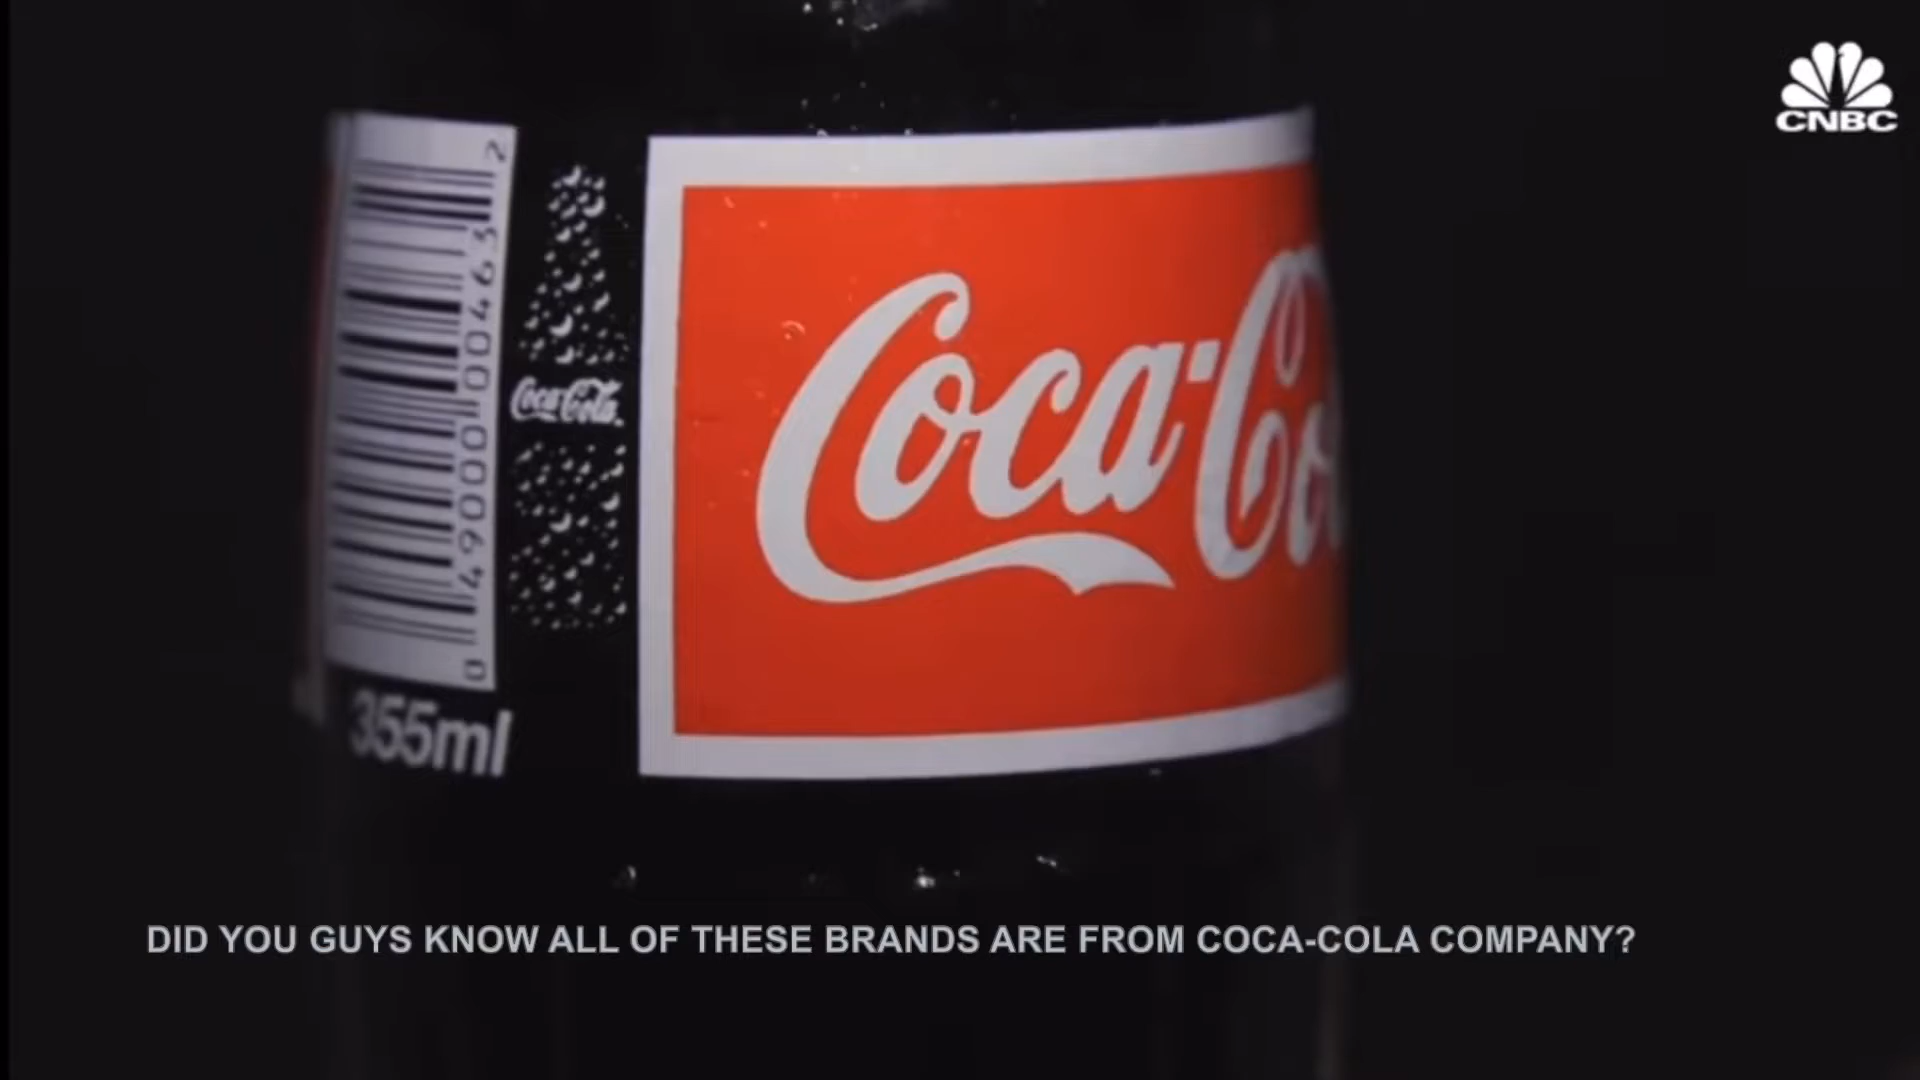 CNBC
0 49000 00463 2
Coca-Cola
Coca-Co
355ml
DID YOU GUYS KNOW ALL OF THESE BRANDS ARE FROM COCA-COLA COMPANY?